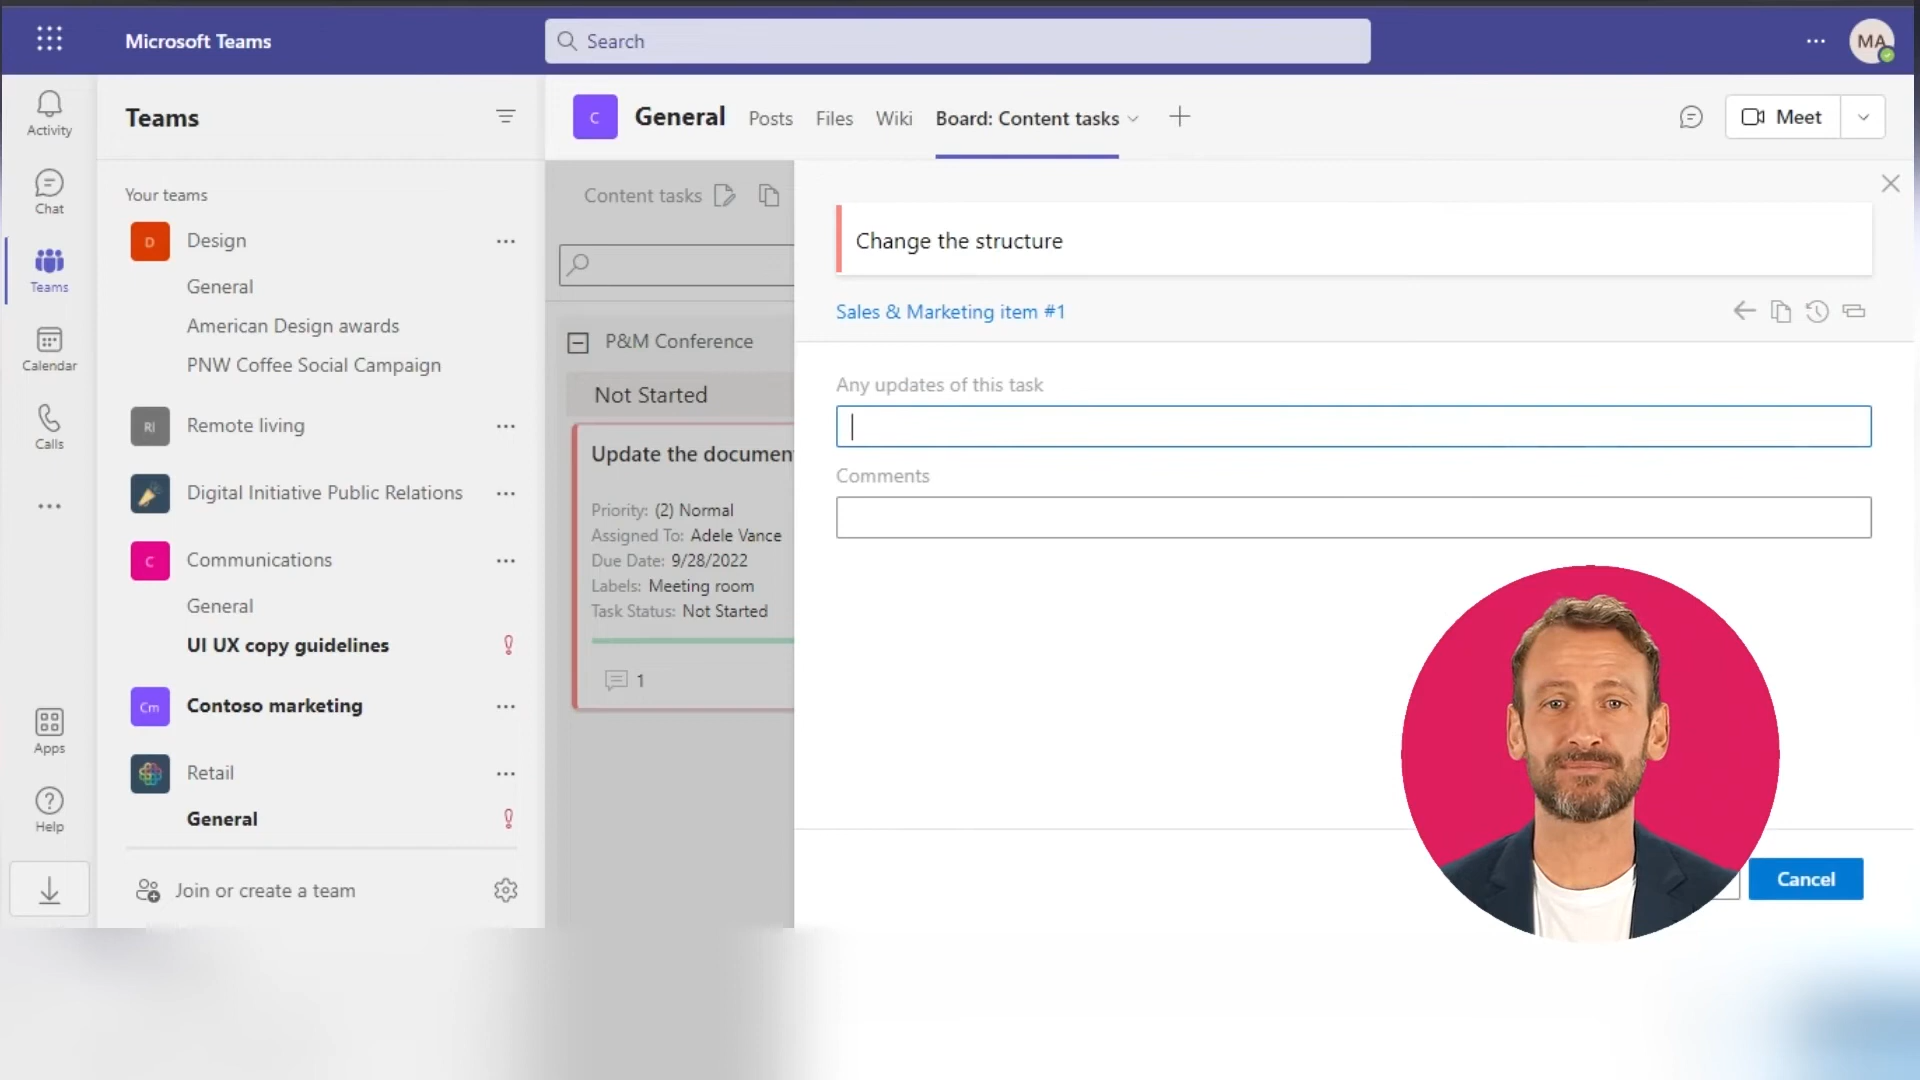 Microsoft Teams
Search
MA
Activity
Chat
Teams
Calendar
Calls
Apps
Help
Teams
Your teams
D
Design
General
American Design awards
PNW Coffee Social Campaign
Rl
Remote living
Digital Initiative Public Relations
C
Communications
General
UI UX copy guidelines
Cm
Contoso marketing
Retail
General
Join or create a team
C
General
Posts
Files
Wiki
Board: Content tasks
Meet
Content tasks
P&M Conference
Not Started
Update the documen
Priority: (2) Normal
Assigned To: Adele Vance
Due Date: 9/28/2022
Labels: Meeting room
Task Status: Not Started
1
Change the structure
Sales & Marketing item #1
Any updates of this task
Comments
Cancel